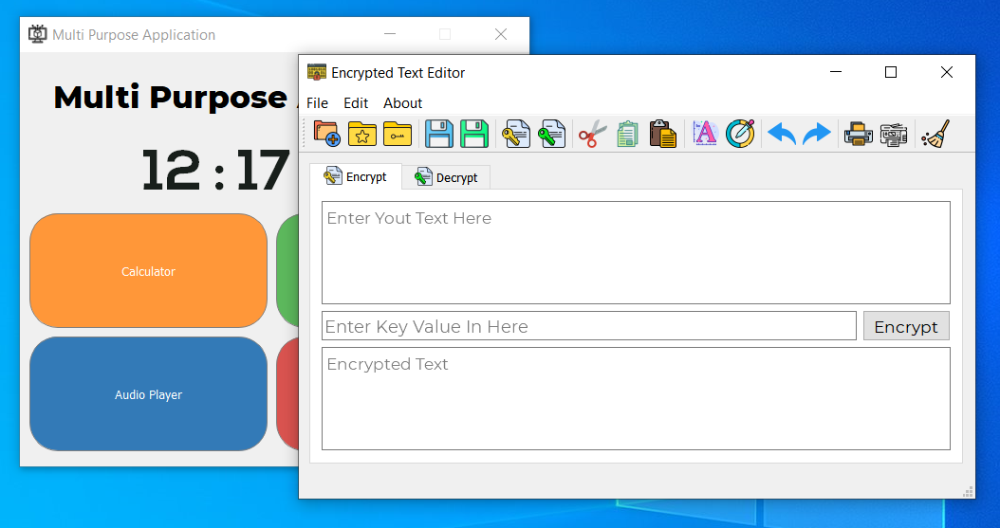 Multi Purpose Application
Multi Purpose
12:17
Calculator
Audio Player
Encrypted Text Editor
File Edit About
Encrypt Decrypt
Enter Yout Text Here
Enter Key Value In Here
Encrypt
Encrypted Text